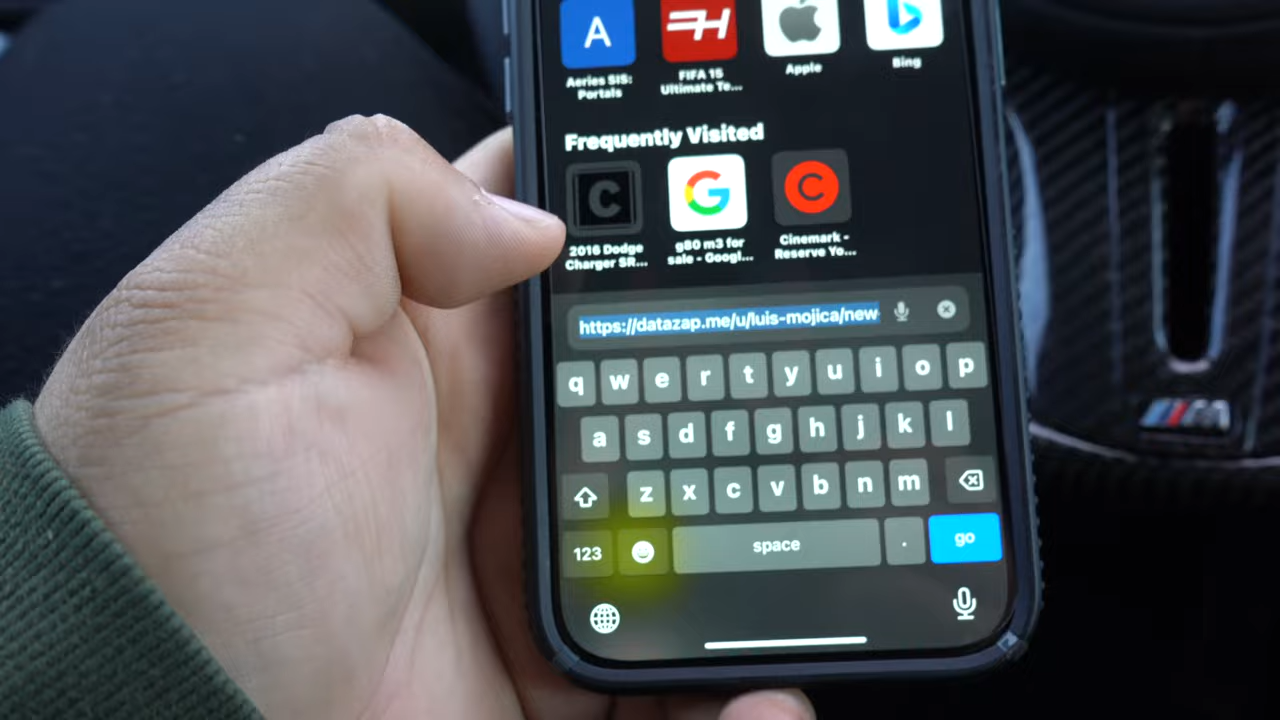 A
Aeries SIS:
Portals
FIFA 15
Ultimate Te...
Apple
Bing
Frequently Visited
C
2016 Dodge
Charger SR...
G
g80 m3 for
sale - Googl...
C
Cinemark -
Reserve Yo...
https://datazap.me/u/luis-mojica/new
q w e r t y u i o p
a s d f g h j k l
z x c v b n m
123 space . go
M